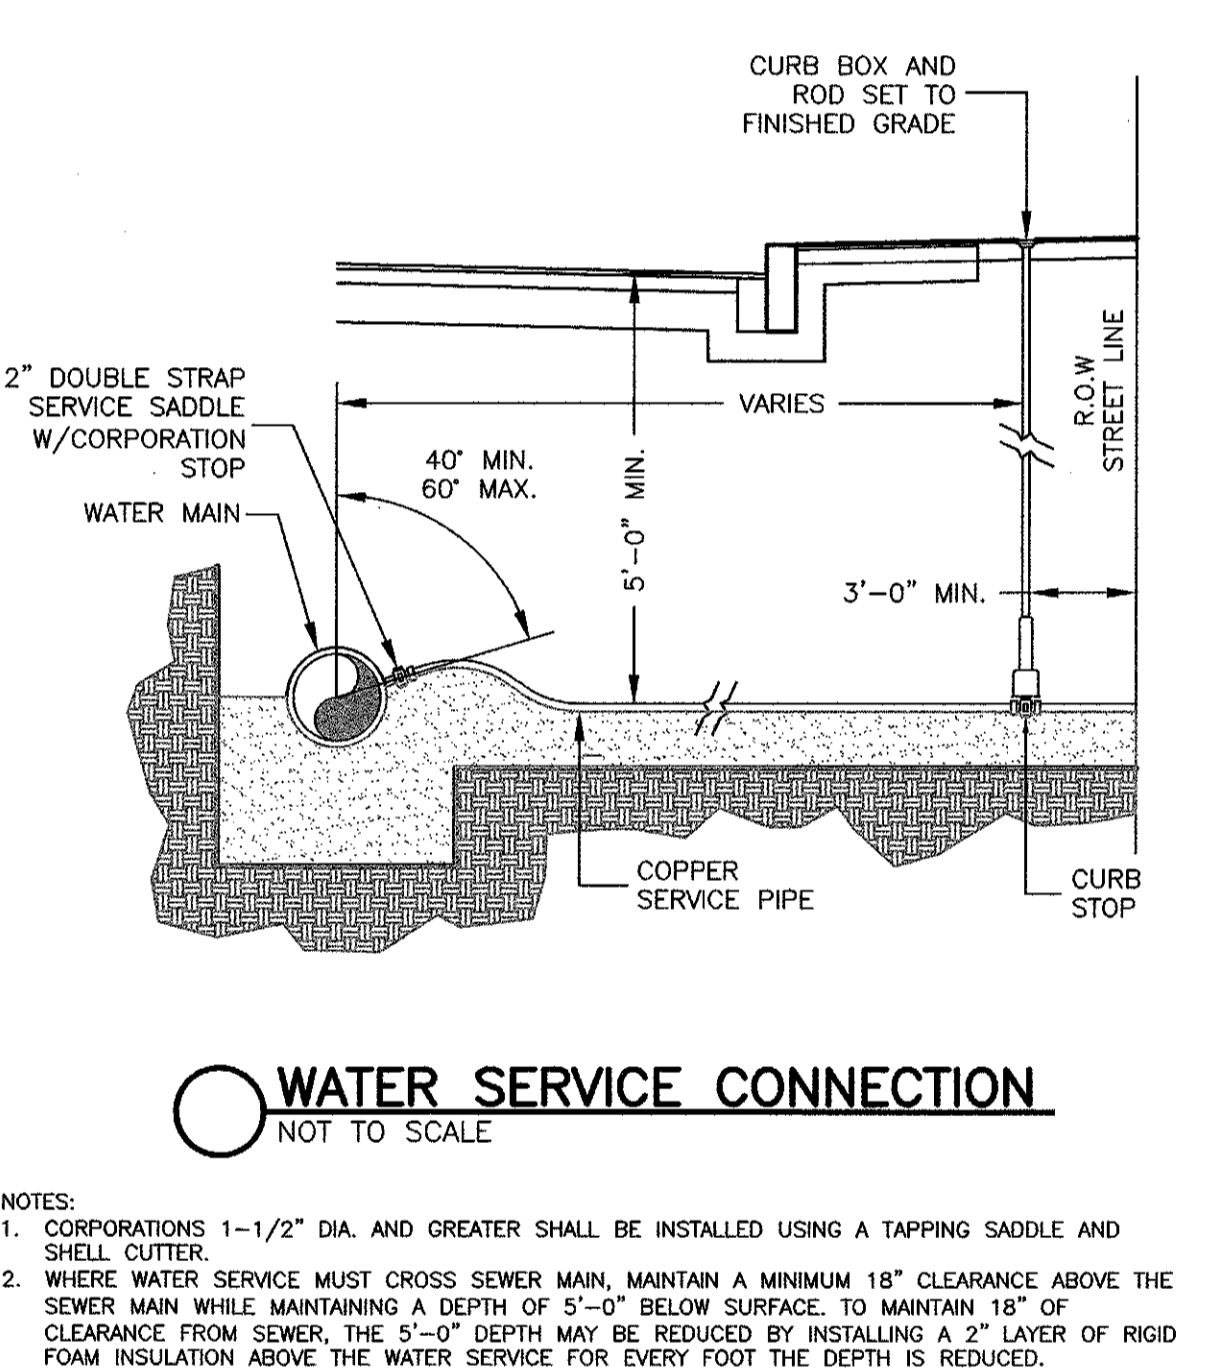 CURB BOX AND
ROD SET TO
FINISHED GRADE
2" DOUBLE STRAP
SERVICE SADDLE
W/CORPORATION
STOP
WATER MAIN
40° MIN.
60° MAX.
VARIES
5'-0" MIN.
3'-0" MIN.
R.O.W
STREET LINE
COPPER
SERVICE PIPE
CURB
STOP
WATER SERVICE CONNECTION
NOT TO SCALE
NOTES:
1. CORPORATIONS 1-1/2" DIA. AND GREATER SHALL BE INSTALLED USING A TAPPING SADDLE AND
SHELL CUTTER.
2. WHERE WATER SERVICE MUST CROSS SEWER MAIN, MAINTAIN A MINIMUM 18" CLEARANCE ABOVE THE
SEWER MAIN WHILE MAINTAINING A DEPTH OF 5'-0" BELOW SURFACE. TO MAINTAIN 18" OF
CLEARANCE FROM SEWER, THE 5'-0" DEPTH MAY BE REDUCED BY INSTALLING A 2" LAYER OF RIGID
FOAM INSULATION ABOVE THE WATER SERVICE FOR EVERY FOOT THE DEPTH IS REDUCED.